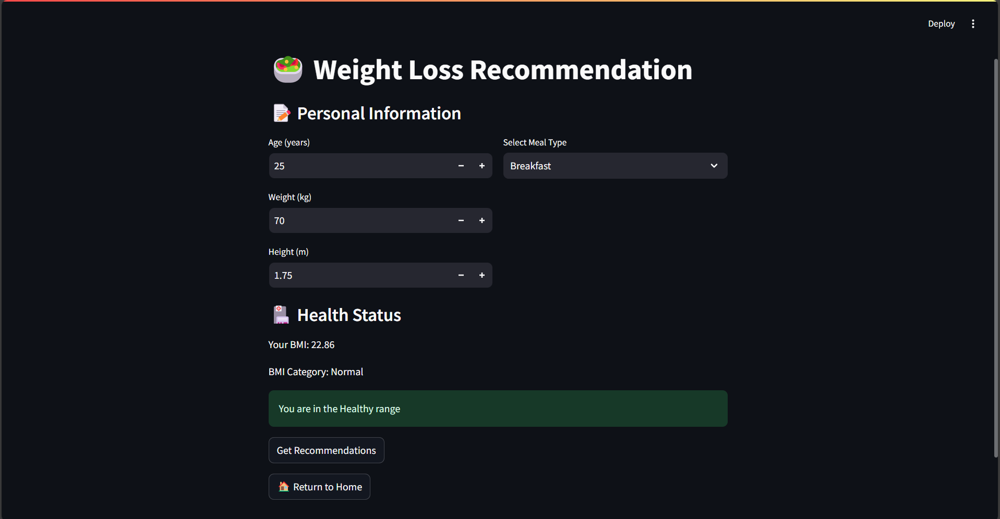 Deploy
Weight Loss Recommendation
Personal Information
Age (years)
25
Select Meal Type
Breakfast
Weight (kg)
70
Height (m)
1.75
Health Status
Your BMI: 22.86
BMI Category: Normal
You are in the Healthy range
Get Recommendations
Return to Home